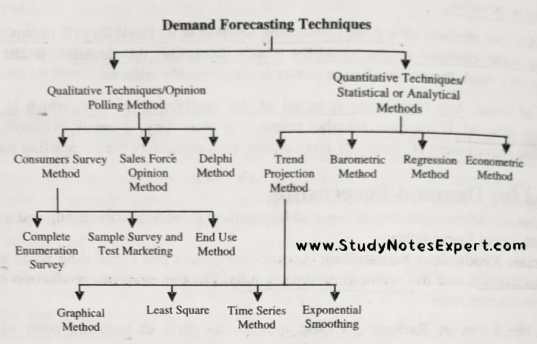 Demand Forecasting Techniques
Qualitative Techniques/Opinion
Polling Method
Quantitative Techniques/
Statistical or Analytical
Methods
Consumers Survey
Method
Sales Force
Opinion
Method
Delphi
Method
Trend
Projection
Method
Barometric
Method
Regression
Method
Econometric
Method
Complete
Enumeration
Survey
Sample Survey and
Test Marketing
End Use
Method
www.StudyNotesExpert.com
Graphical
Method
Least Square
Time Series
Method
Exponential
Smoothing